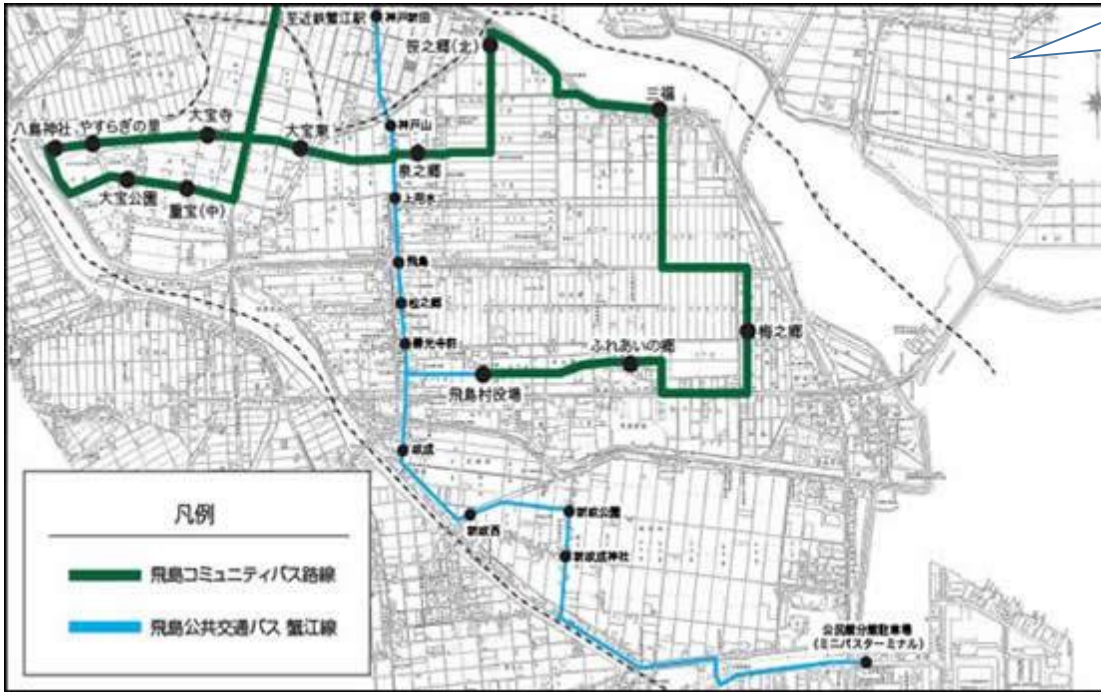 至近鉄蟹江駅
神戸新田
笹之郷(北)
三福
八島神社
やすらぎの里
大宝寺
大宝東
神戸山
泉之郷
大宝公園
重宝(中)
上用水
飛島
松之郷
善光寺前
梅之郷
ふれあいの郷
飛島村役場
政成
新政西
新政公園
新政成神社
公民館分館駐車場
(ミニバスターミナル)
凡例
飛島コミュニティバス路線
飛島公共交通バス 蟹江線